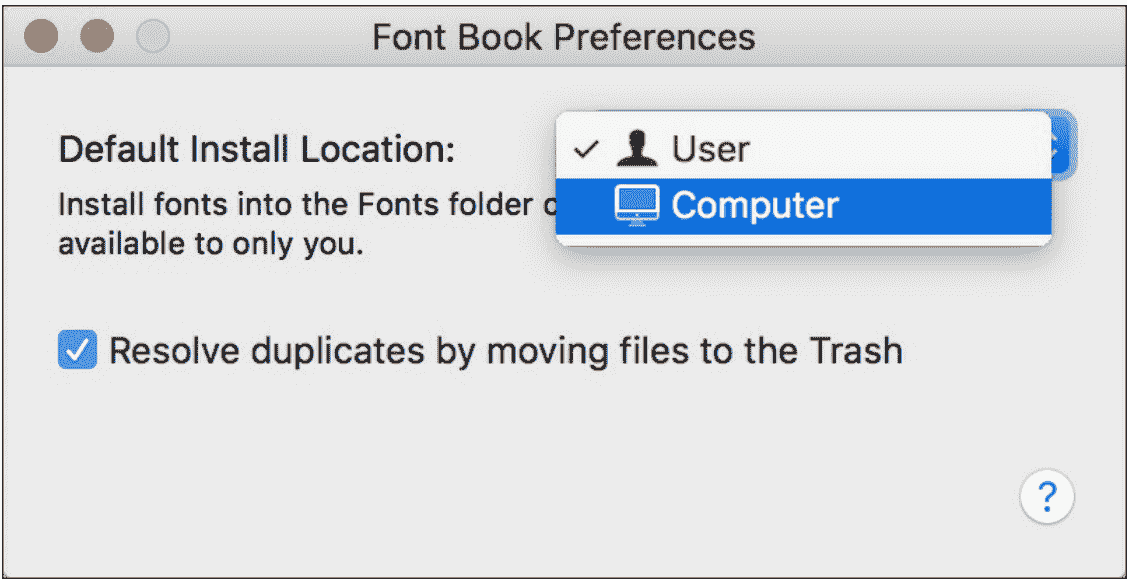 Font Book Preferences
Default Install Location:
✓ User
Install fonts into the Fonts folder
Computer
available to only you.
Resolve duplicates by moving files to the Trash
?